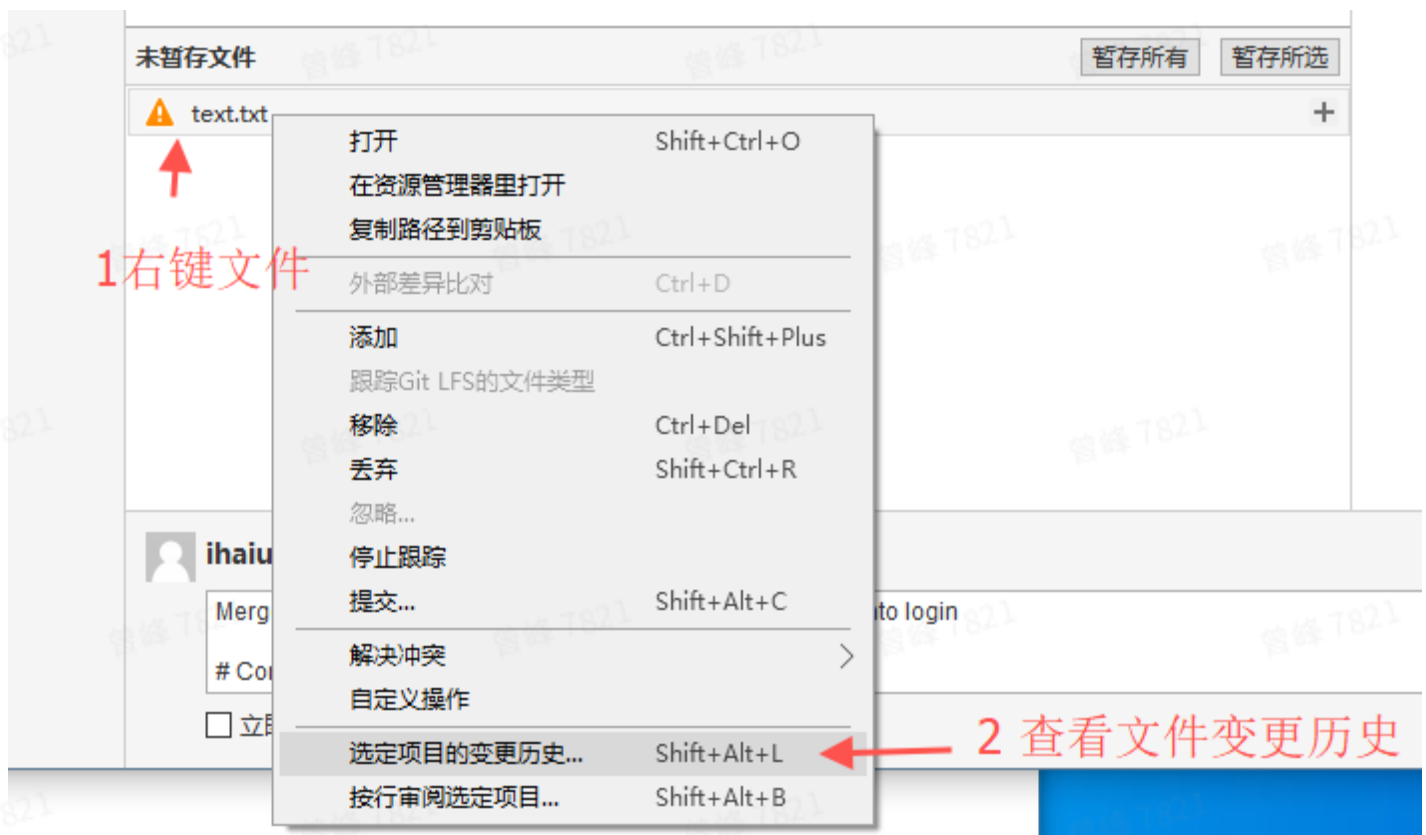 未暂存文件 暂存所有 暂存所选
text.txt
打开 Shift+Ctrl+O
在资源管理器里打开
复制路径到剪贴板
1右键文件
外部差异比对 Ctrl+D
添加 Ctrl+Shift+Plus
跟踪Git LFS的文件类型
移除 Ctrl+Del
丢弃 Shift+Ctrl+R
忽略...
停止跟踪
ihaiu
提交... Shift+Alt+C
Merg
nto login
解决冲突
# Co
自定义操作
选定项目的变更历史... Shift+Alt+L
2 查看文件变更历史
按行审阅选定项目... Shift+Alt+B
曾峰 7821